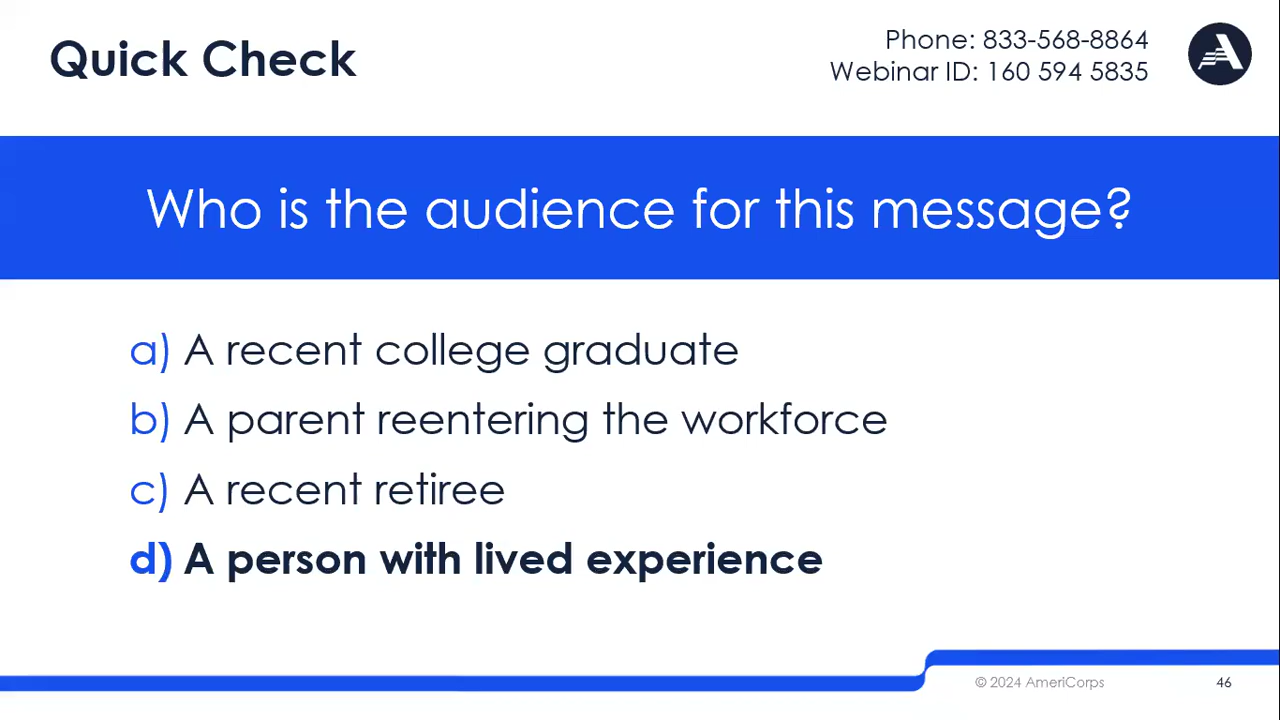 Quick Check
Phone: 833-568-8864
Webinar ID: 160 594 5835
Who is the audience for this message?
a) A recent college graduate
b) A parent reentering the workforce
c) A recent retiree
d) A person with lived experience
© 2024 AmeriCorps
46